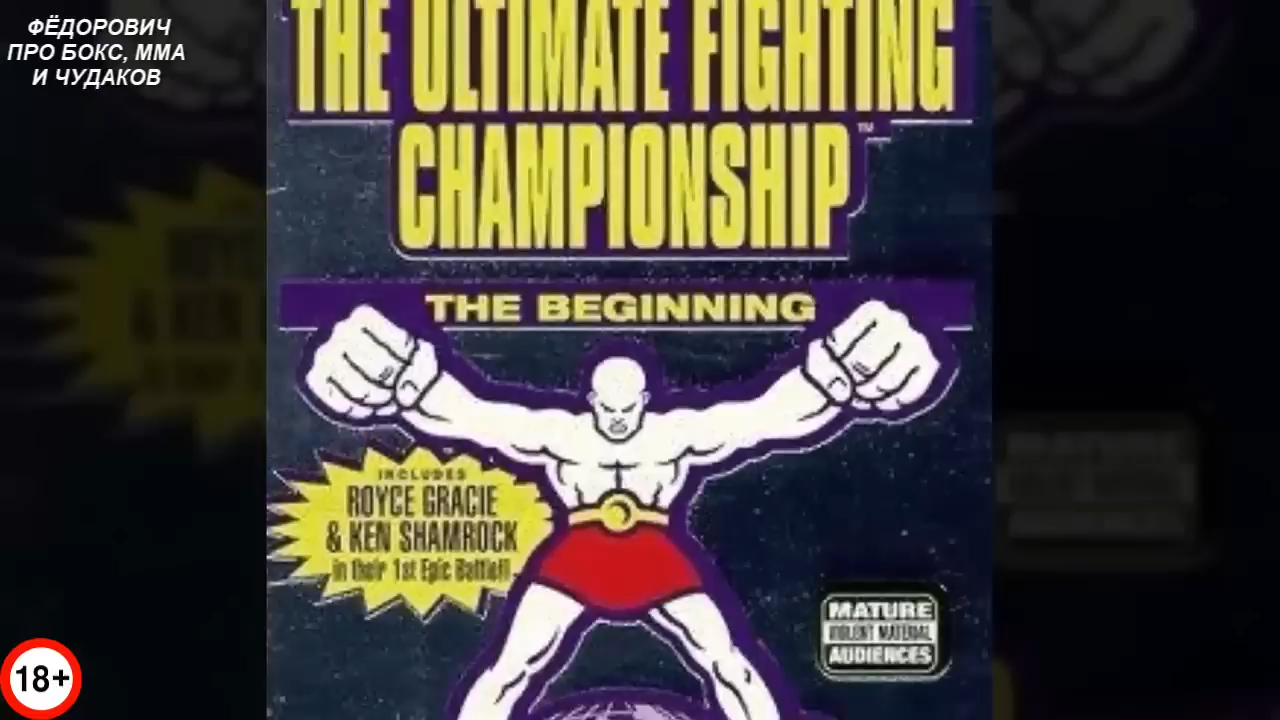 ФЁДОРОВИЧ
ПРО БОКС, ММА
И ЧУДАКОВ
THE ULTIMATE FIGHTING
CHAMPIONSHIP™
THE BEGINNING
INCLUDES
ROYCE GRACIE
& KEN SHAMROCK
in their 1st Epic Battle!!
MATURE
VIOLENT MATERIAL
AUDIENCES
18+